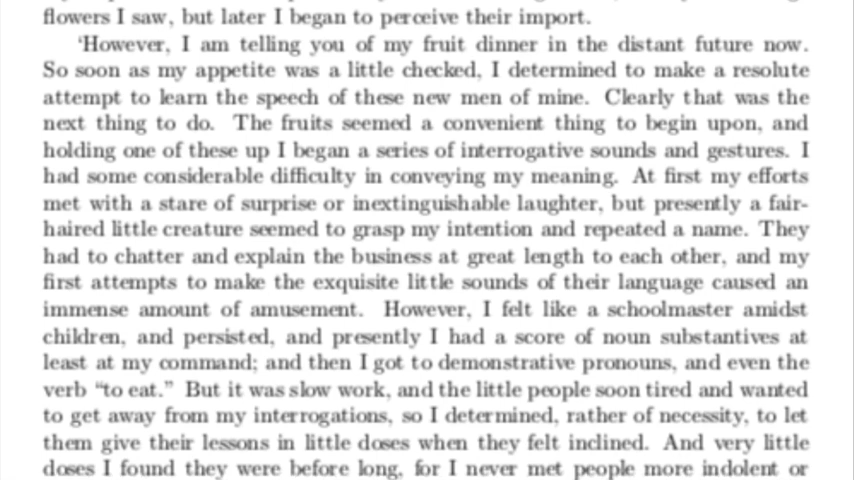 flowers I saw, but later I began to perceive their import.
‘However, I am telling you of my fruit dinner in the distant future now.
So soon as my appetite was a little checked, I determined to make a resolute
attempt to learn the speech of these new men of mine. Clearly that was the
next thing to do. The fruits seemed a convenient thing to begin upon, and
holding one of these up I began a series of interrogative sounds and gestures. I
had some considerable difficulty in conveying my meaning. At first my efforts
met with a stare of surprise or inextinguishable laughter, but presently a fair-
haired little creature seemed to grasp my intention and repeated a name. They
had to chatter and explain the business at great length to each other, and my
first attempts to make the exquisite little sounds of their language caused an
immense amount of amusement. However, I felt like a schoolmaster amidst
children, and persisted, and presently I had a score of noun substantives at
least at my command; and then I got to demonstrative pronouns, and even the
verb “to eat.” But it was slow work, and the little people soon tired and wanted
to get away from my interrogations, so I determined, rather of necessity, to let
them give their lessons in little doses when they felt inclined. And very little
doses I found they were before long, for I never met people more indolent or